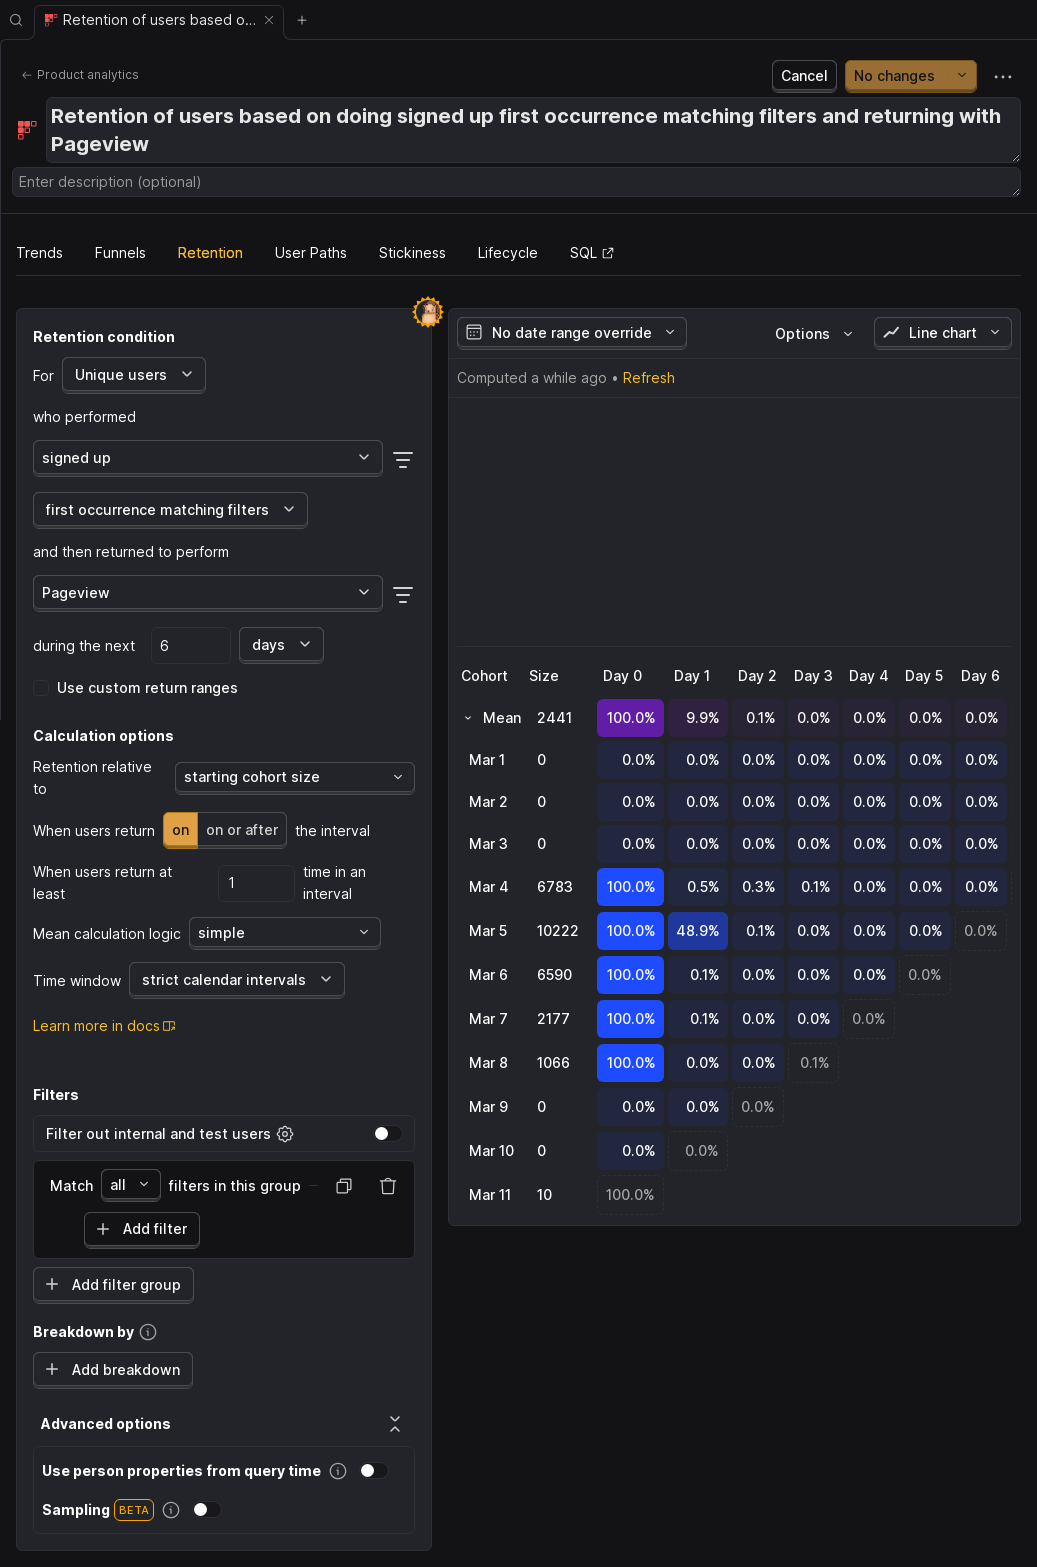 Retention of users based o...
Product analytics
Cancel
No changes
Retention of users based on doing signed up first occurrence matching filters and returning with
Pageview
Enter description (optional)
Trends Funnels Retention User Paths Stickiness Lifecycle SQL
Retention condition
For Unique users
who performed
signed up
first occurrence matching filters
and then returned to perform
Pageview
during the next 6 days
Use custom return ranges
Calculation options
Retention relative
to
starting cohort size
When users return on on or after the interval
When users return at
least
1
time in an
interval
Mean calculation logic simple
Time window strict calendar intervals
Learn more in docs
Filters
Filter out internal and test users
Match all filters in this group
Add filter
Add filter group
Breakdown by
Add breakdown
Advanced options
Use person properties from query time
Sampling BETA
No date range override Options Line chart
Computed a while ago • Refresh
Cohort Size Day 0 Day 1 Day 2 Day 3 Day 4 Day 5 Day 6
Mean 2441 100.0% 9.9% 0.1% 0.0% 0.0% 0.0% 0.0%
Mar 1 0 0.0% 0.0% 0.0% 0.0% 0.0% 0.0% 0.0%
Mar 2 0 0.0% 0.0% 0.0% 0.0% 0.0% 0.0% 0.0%
Mar 3 0 0.0% 0.0% 0.0% 0.0% 0.0% 0.0% 0.0%
Mar 4 6783 100.0% 0.5% 0.3% 0.1% 0.0% 0.0% 0.0%
Mar 5 10222 100.0% 48.9% 0.1% 0.0% 0.0% 0.0% 0.0%
Mar 6 6590 100.0% 0.1% 0.0% 0.0% 0.0% 0.0%
Mar 7 2177 100.0% 0.1% 0.0% 0.0% 0.0%
Mar 8 1066 100.0% 0.0% 0.0% 0.1%
Mar 9 0 0.0% 0.0% 0.0%
Mar 10 0 0.0% 0.0%
Mar 11 10 100.0%